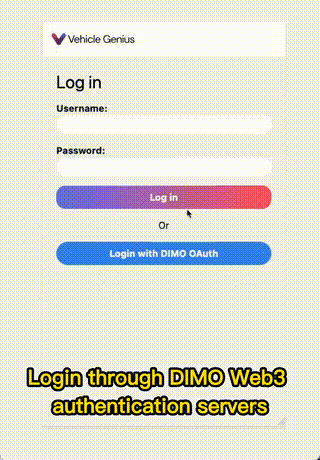 Vehicle Genius
Log in
Username:
Password:
Log in
Or
Login with DIMO OAuth
Login through DIMO Web3
authentication servers